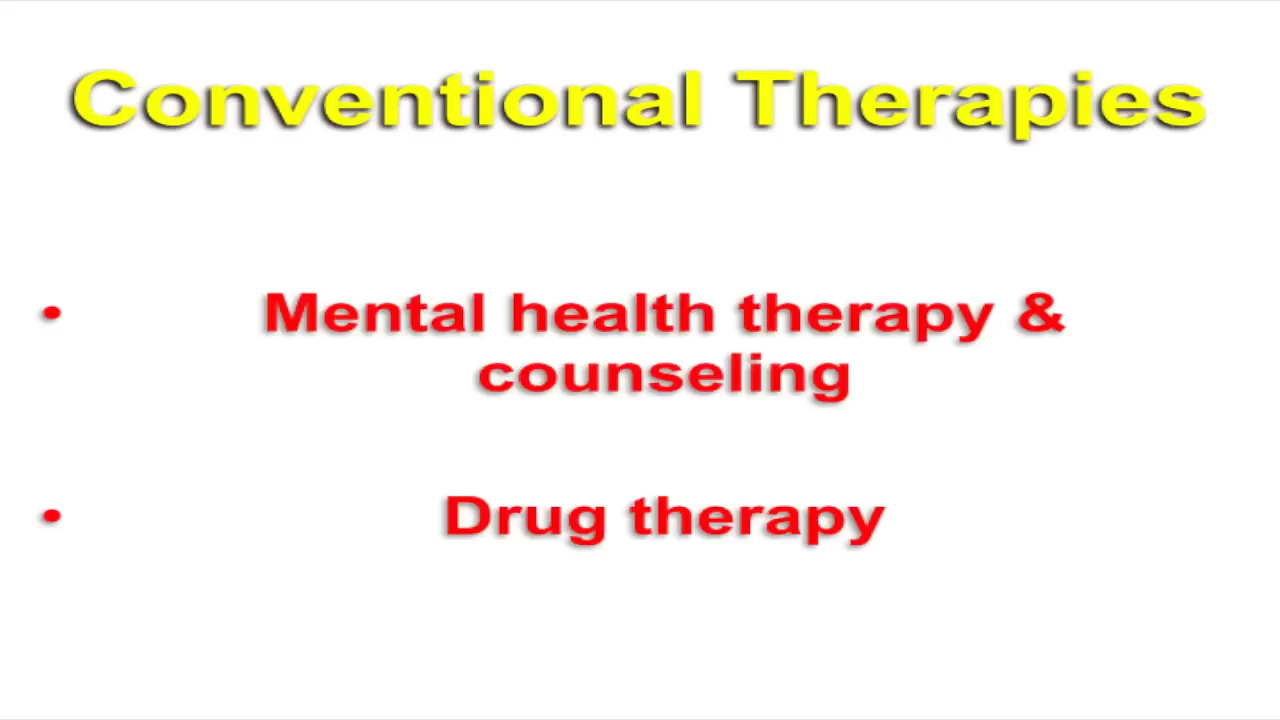 Conventional Therapies
• Mental health therapy &
counseling
• Drug therapy